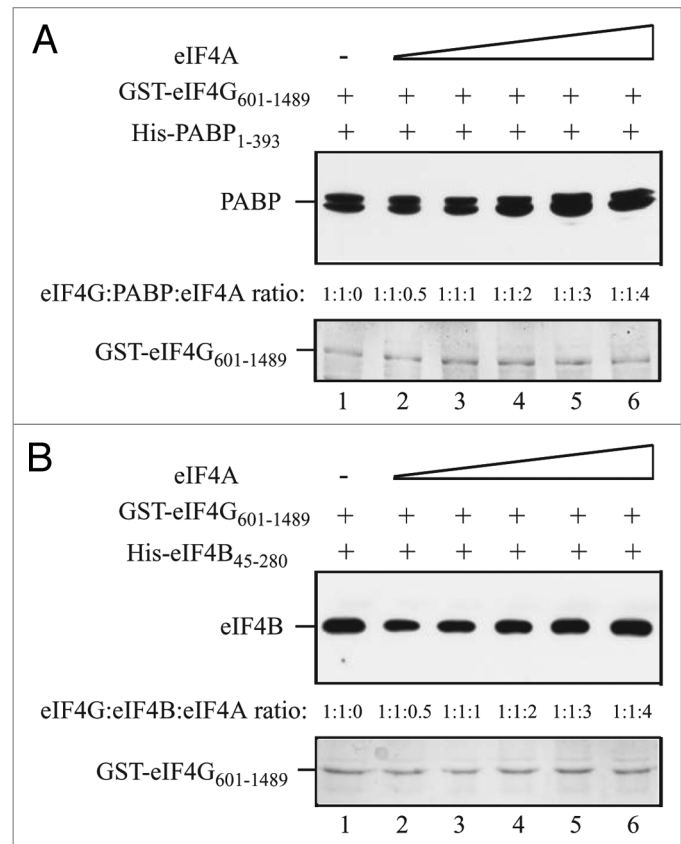 A
eIF4A -
GST-eIF4G601-1489 + + + + + +
His-PABP1-393 + + + + + +
PABP
eIF4G:PABP:eIF4A ratio: 1:1:0 1:1:0.5 1:1:1 1:1:2 1:1:3 1:1:4
GST-eIF4G601-1489
1 2 3 4 5 6
B
eIF4A -
GST-eIF4G601-1489 + + + + + +
His-eIF4B45-280 + + + + + +
eIF4B
eIF4G:eIF4B:eIF4A ratio: 1:1:0 1:1:0.5 1:1:1 1:1:2 1:1:3 1:1:4
GST-eIF4G601-1489
1 2 3 4 5 6